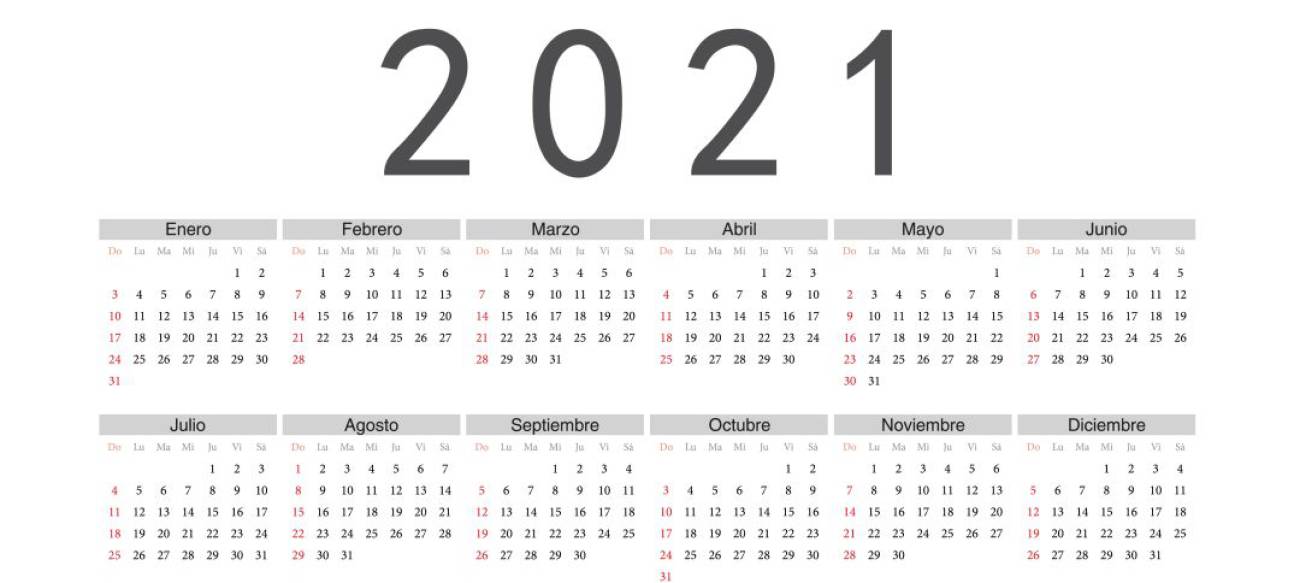 2021
Enero Febrero Marzo Abril Mayo Junio
Do Lu Ma Mi Ju Vi Sá Do Lu Ma Mi Ju Vi Sá Do Lu Ma Mi Ju Vi Sá Do Lu Ma Mi Ju Vi Sá Do Lu Ma Mi Ju Vi Sá Do Lu Ma Mi Ju Vi Sá
1 2 1 2 3 4 5 6 1 2 3 4 5 6 1 2 3 1 1 2 3 4 5
3 4 5 6 7 8 9 7 8 9 10 11 12 13 7 8 9 10 11 12 13 4 5 6 7 8 9 10 2 3 4 5 6 7 8 6 7 8 9 10 11 12
10 11 12 13 14 15 16 14 15 16 17 18 19 20 14 15 16 17 18 19 20 11 12 13 14 15 16 17 9 10 11 12 13 14 15 13 14 15 16 17 18 19
17 18 19 20 21 22 23 21 22 23 24 25 26 27 21 22 23 24 25 26 27 18 19 20 21 22 23 24 16 17 18 19 20 21 22 20 21 22 23 24 25 26
24 25 26 27 28 29 30 28 28 29 30 31 25 26 27 28 29 30 23 24 25 26 27 28 29 27 28 29 30
31 30 31
Julio Agosto Septiembre Octubre Noviembre Diciembre
Do Lu Ma Mi Ju Vi Sá Do Lu Ma Mi Ju Vi Sá Do Lu Ma Mi Ju Vi Sá Do Lu Ma Mi Ju Vi Sá Do Lu Ma Mi Ju Vi Sá Do Lu Ma Mi Ju Vi Sá
1 2 3 1 2 3 4 5 6 7 1 2 3 4 1 2 1 2 3 4 5 6 1 2 3 4
4 5 6 7 8 9 10 8 9 10 11 12 13 14 5 6 7 8 9 10 11 3 4 5 6 7 8 9 7 8 9 10 11 12 13 5 6 7 8 9 10 11
11 12 13 14 15 16 17 15 16 17 18 19 20 21 12 13 14 15 16 17 18 10 11 12 13 14 15 16 14 15 16 17 18 19 20 12 13 14 15 16 17 18
18 19 20 21 22 23 24 22 23 24 25 26 27 28 19 20 21 22 23 24 25 17 18 19 20 21 22 23 21 22 23 24 25 26 27 19 20 21 22 23 24 25
25 26 27 28 29 30 31 29 30 31 26 27 28 29 30 24 25 26 27 28 29 30 28 29 30 26 27 28 29 30 31
31